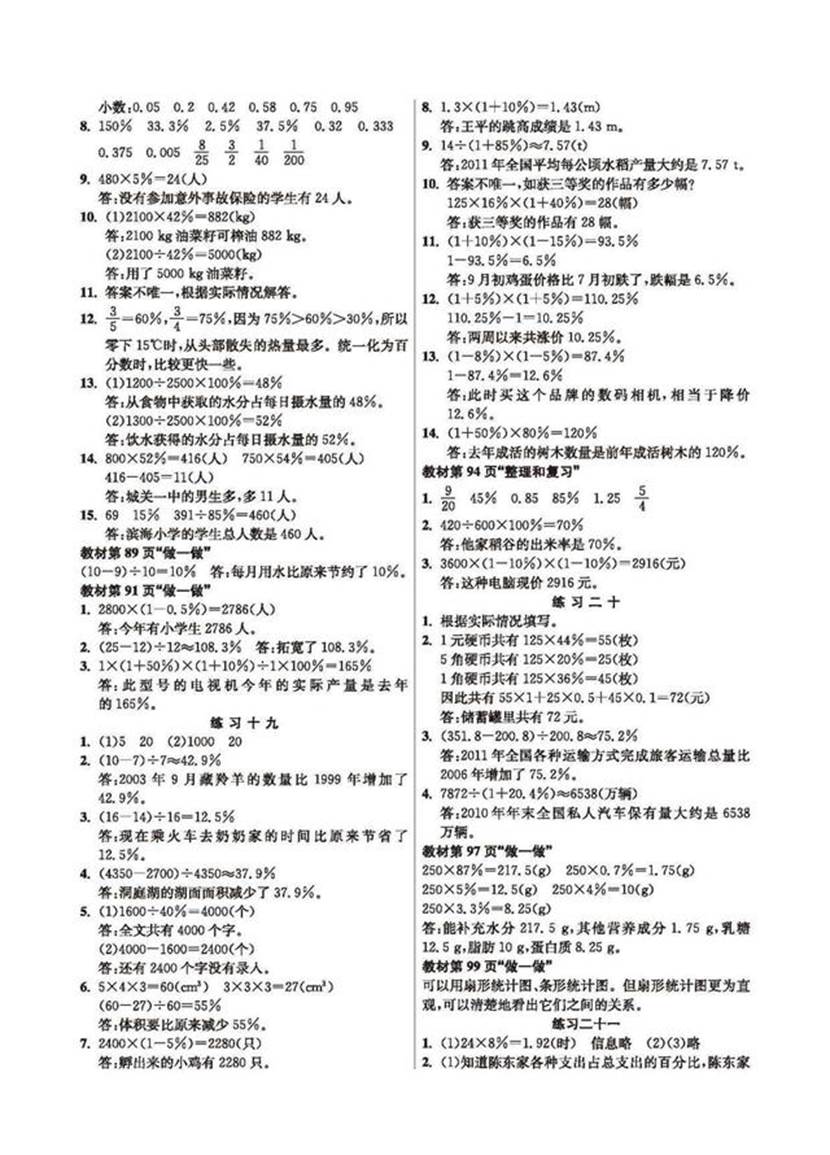 小数:0.05 0.2 0.42 0.58 0.75 0.95
8. 150% 33.3% 2.5% 37.5% 0.32 0.333
0.375 0.005 8/25 3/2 1/40 1/200
9. 480×5%=24(人)
答:没有参加意外事故保险的学生有 24 人。
10. (1)2100×42%=882(kg)
答:2100 kg 油菜籽可榨油 882 kg。
(2)2100÷42%=5000(kg)
答:用了 5000 kg 油菜籽。
11. 答案不唯一,根据实际情况解答。
12. 3/5=60%,3/4=75%,因为 75%>60%>30%,所以
零下 15℃时,从头部散失的热量最多。统一化为百
分数时,比较更快一些。
13. (1)1200÷2500×100%=48%
答:从食物中获取的水分占每日摄水量的 48%。
(2)1300÷2500×100%=52%
答:饮水获得的水分占每日摄水量的 52%。
14. 800×52%=416(人) 750×54%=405(人)
416-405=11(人)
答:城关一中的男生多,多 11 人。
15. 69 15% 391÷85%=460(人)
答:滨海小学的学生总人数是 460 人。
教材第 89 页“做一做”
(10-9)÷10=10% 答:每月用水比原来节约了 10%。
教材第 91 页“做一做”
1. 2800×(1-0.5%)=2786(人)
答:今年有小学生 2786 人。
2. (25-12)÷12≈108.3% 答:拓宽了 108.3%。
3. 1×(1+50%)×(1+10%)÷1×100%=165%
答:此型号的电视机今年的实际产量是去年
的 165%。
练习十九
1. (1)5 20 (2)1000 20
2. (10-7)÷7≈42.9%
答:2003 年 9 月藏羚羊的数量比 1999 年增加了
42.9%。
3. (16-14)÷16=12.5%
答:现在乘火车去奶奶家的时间比原来节省了
12.5%。
4. (4350-2700)÷4350≈37.9%
答:洞庭湖的湖面面积减少了 37.9%。
5. (1)1600÷40%=4000(个)
答:全文共有 4000 个字。
(2)4000-1600=2400(个)
答:还有 2400 个字没有录入。
6. 5×4×3=60(cm³) 3×3×3=27(cm³)
(60-27)÷60=55%
答:体积要比原来减少 55%。
7. 2400×(1-5%)=2280(只)
答:孵出来的小鸡有 2280 只。
8. 1.3×(1+10%)=1.43(m)
答:王平的跳高成绩是 1.43 m。
9. 14÷(1+85%)≈7.57(t)
答:2011 年全国平均每公顷水稻产量大约是 7.57 t。
10. 答案不唯一,如获三等奖的作品有多少幅?
125×16%×(1+40%)=28(幅)
答:获三等奖的作品有 28 幅。
11. (1+10%)×(1-15%)=93.5%
1-93.5%=6.5%
答:9 月初鸡蛋价格比 7 月初跌了,跌幅是 6.5%。
12. (1+5%)×(1+5%)=110.25%
110.25%-1=10.25%
答:两周以来共涨价 10.25%。
13. (1-8%)×(1-5%)=87.4%
1-87.4%=12.6%
答:此时买这个品牌的数码相机,相当于降价
12.6%。
14. (1+50%)×80%=120%
答:去年成活的树木数量是前年成活树木的 120%。
教材第 94 页“整理和复习”
1. 9/20 45% 0.85 85% 1.25 5/4
2. 420÷600×100%=70%
答:他家稻谷的出米率是 70%。
3. 3600×(1-10%)×(1-10%)=2916(元)
答:这种电脑现价 2916 元。
练习二十
1. 根据实际情况填写。
2. 1 元硬币共有 125×44%=55(枚)
5 角硬币共有 125×20%=25(枚)
1 角硬币共有 125×36%=45(枚)
因此共有 55×1+25×0.5+45×0.1=72(元)
答:储蓄罐里共有 72 元。
3. (351.8-200.8)÷200.8≈75.2%
答:2011 年全国各种运输方式完成旅客运输总量比
2006 年增加了 75.2%。
4. 7872÷(1+20.4%)≈6538(万辆)
答:2010 年年末全国私人汽车保有量大约是 6538
万辆。
教材第 97 页“做一做”
250×87%=217.5(g) 250×0.7%=1.75(g)
250×5%=12.5(g) 250×4%=10(g)
250×3.3%=8.25(g)
答:能补充水分 217.5 g,其他营养成分 1.75 g,乳糖
12.5 g,脂肪 10 g,蛋白质 8.25 g。
教材第 99 页“做一做”
可以用扇形统计图、条形统计图。但扇形统计图更为直
观,可以清楚地看出它们之间的关系。
练习二十一
1. (1)24×8%=1.92(时) 信息略 (2)(3)略
2. (1)知道陈东家各种支出占总支出的百分比,陈东家